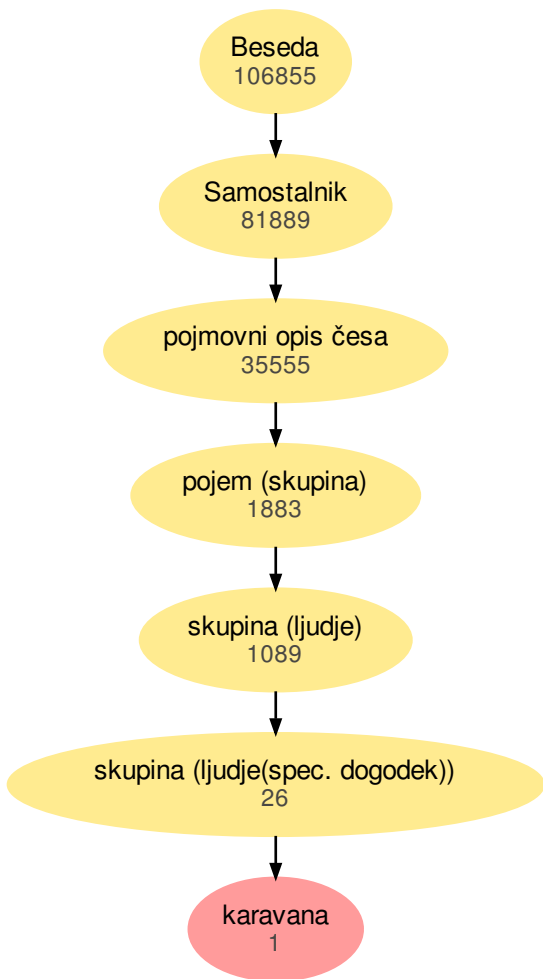 Beseda
106855
Samostalnik
81889
pojmovni opis česa
35555
pojem (skupina)
1883
skupina (ljudje)
1089
skupina (ljudje(spec. dogodek))
26
karavana
1